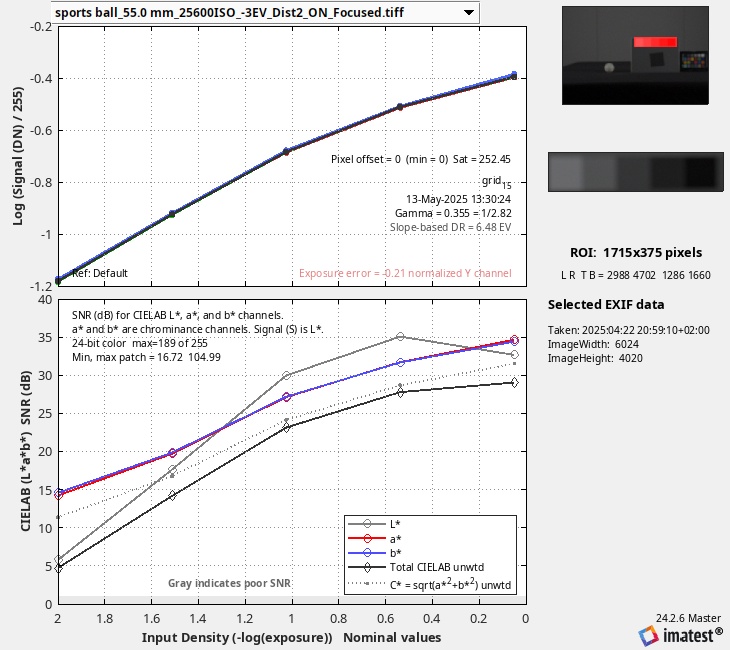 sports ball_55.0 mm_25600ISO_-3EV_Dist2_ON_Focused.tiff
-0.2
-0.4
-0.6
-0.8
-1
-1.2
Log (Signal (DN) / 255)
Pixel offset = 0 (min = 0) Sat = 252.45
grid15
13-May-2025 13:30:24
Gamma = 0.355 = 1/2.82
Slope-based DR = 6.48 EV
Ref: Default
Exposure error = -0.21 normalized Y channel
ROI: 1715x375 pixels
L R T B = 2988 4702 1286 1660
Selected EXIF data
Taken: 2025:04:22 20:59:10+02:00
ImageWidth: 6024
ImageHeight: 4020
40
35
30
25
20
15
10
5
0
CIELAB (L*a*b*) SNR (dB)
SNR (dB) for CIELAB L*, a*, and b* channels.
a* and b* are chrominance channels. Signal (S) is L*.
24-bit color max=189 of 255
Min, max patch = 16.72 104.99
L*
a*
b*
Total CIELAB unwtd
C* = sqrt(a*2+b*2) unwtd
Gray indicates poor SNR
2 1.8 1.6 1.4 1.2 1 0.8 0.6 0.4 0.2 0
Input Density (-log(exposure)) Nominal values
24.2.6 Master
imatest®